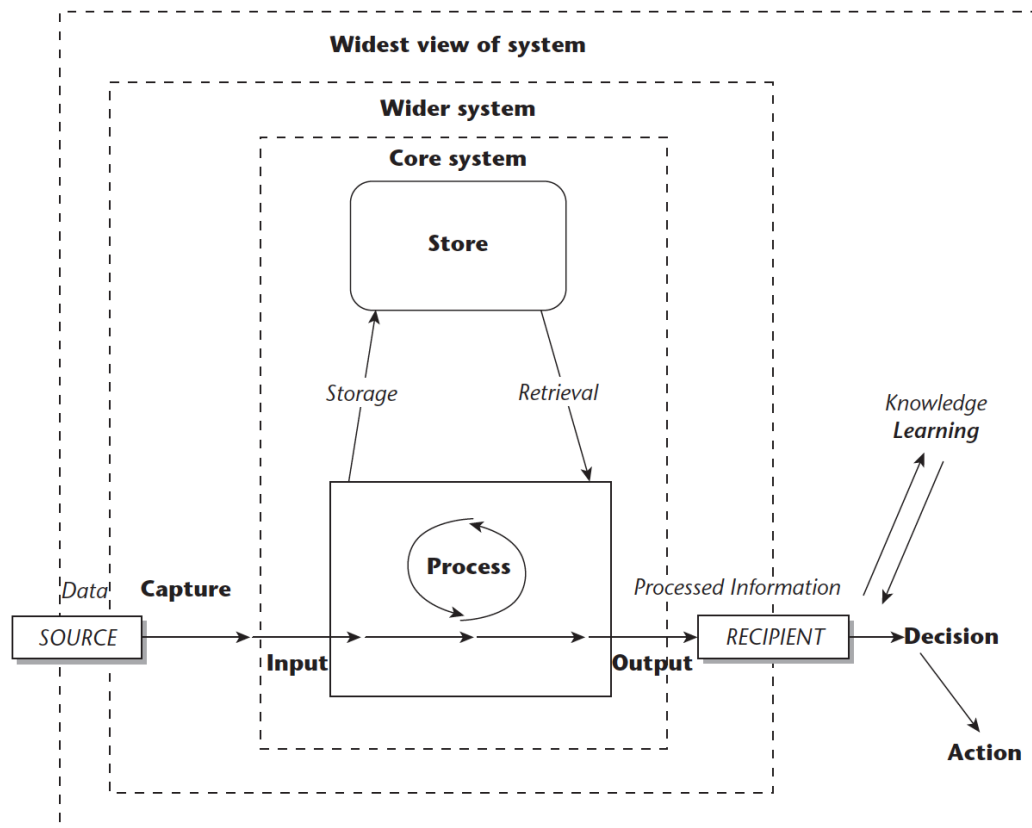 Widest view of system
Wider system
Core system
Store
Storage
Retrieval
Knowledge
Learning
Process
Data
Capture
Processed Information
SOURCE
RECIPIENT
Decision
Input
Output
Action